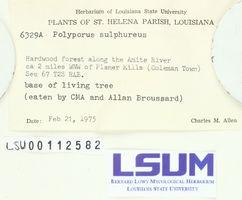 Herbarium of Louisiana State University
PLANTS OF ST. HELENA PARISH, LOUISIANA
6329A Polyporus sulphureus
Hardwood forest along the Amite River
ca 2 miles WNW of Planer Mills (Coleman Town)
Sec 67 T2S R4E.
base of living tree
(eaten by CMA and Allan Broussard)
Date: Feb 21, 1975 Charles M. Allen
LSU00112582
LSUM
BERNARD LOWY MYCOLOGICAL HERBARIUM
LOUISIANA STATE UNIVERSITY